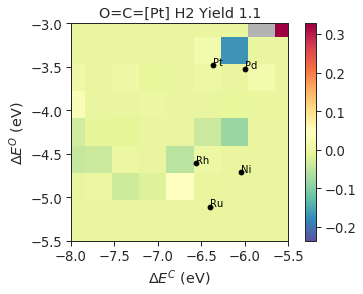 O=C=[Pt] H2 Yield 1.1
−3.0
−3.5
−4.0
−4.5
−5.0
−5.5
ΔE^O (eV)
Pt
Pd
Rh
Ni
Ru
0.3
0.2
0.1
0.0
−0.1
−0.2
−8.0 −7.5 −7.0 −6.5 −6.0 −5.5
ΔE^C (eV)